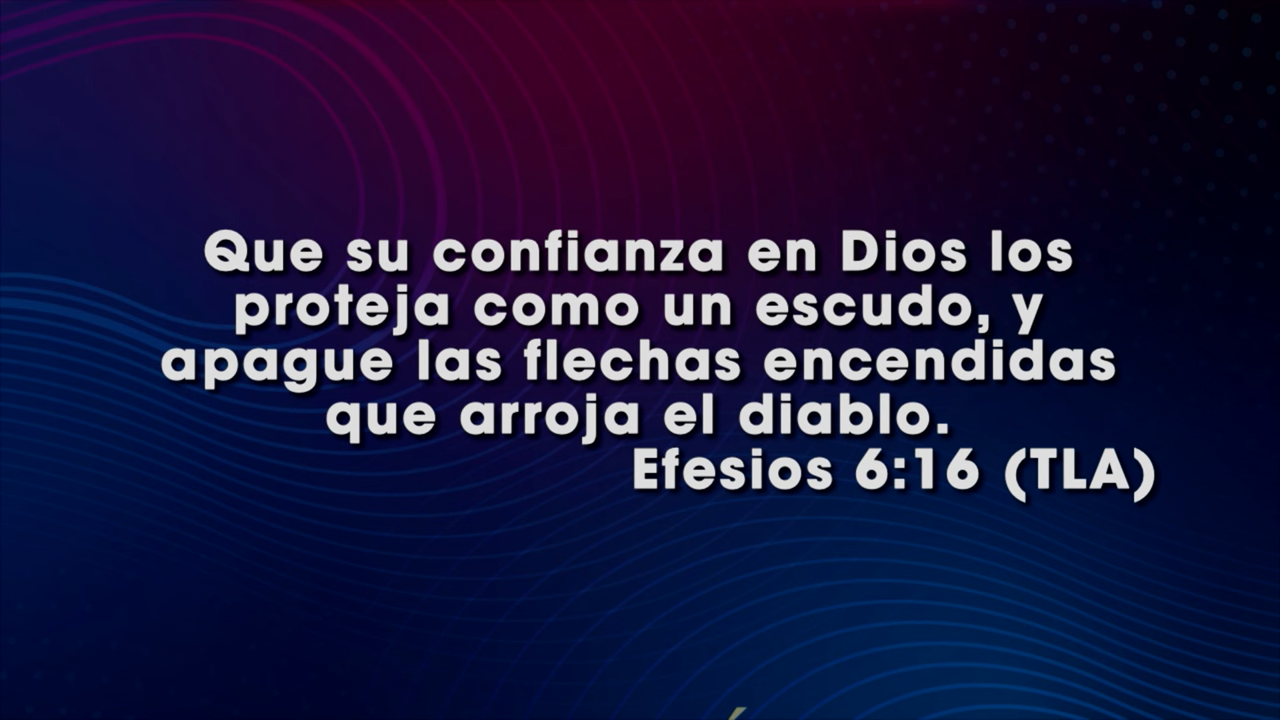 Que su confianza en Dios los
proteja como un escudo, y
apague las flechas encendidas
que arroja el diablo.
Efesios 6:16 (TLA)